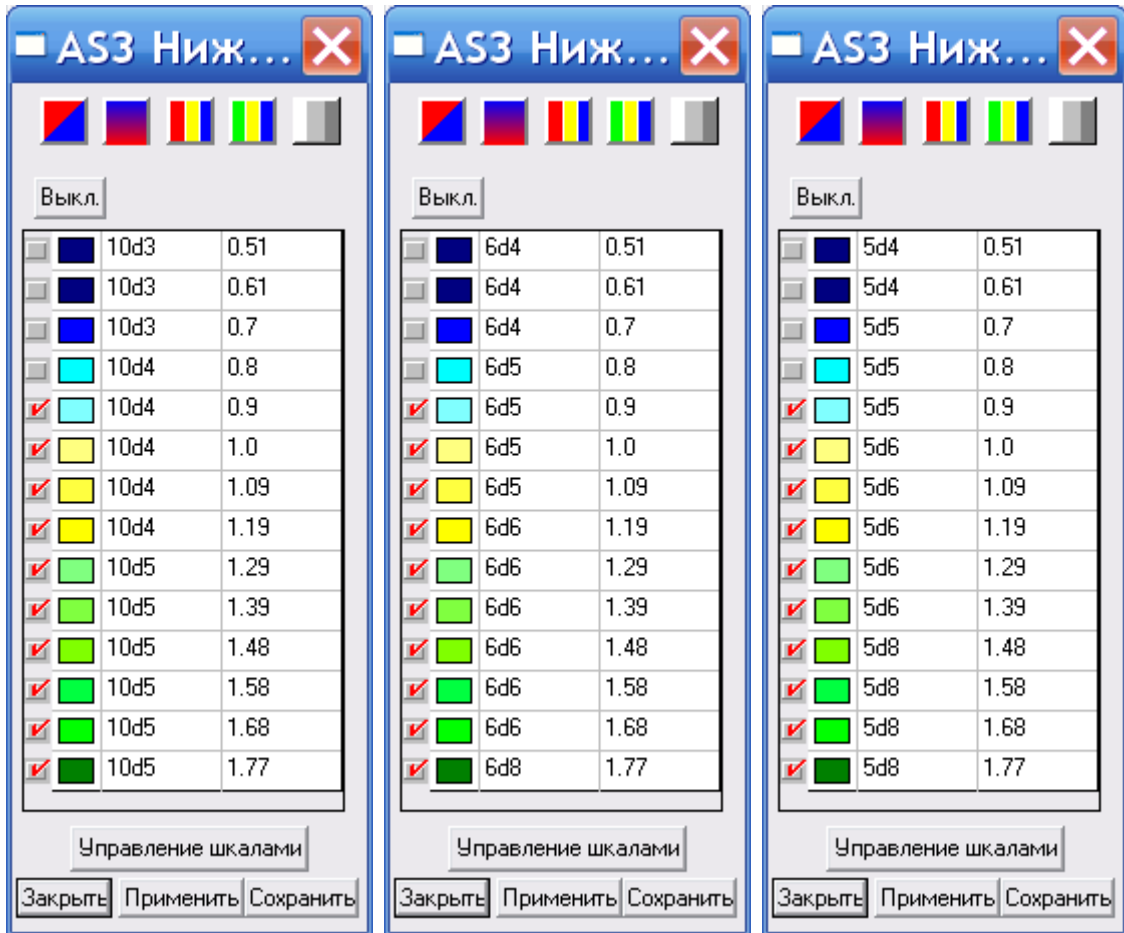 AS3 Ниж...
Выкл.
10d3 0.51
10d3 0.61
10d3 0.7
10d4 0.8
10d4 0.9
10d4 1.0
10d4 1.09
10d4 1.19
10d5 1.29
10d5 1.39
10d5 1.48
10d5 1.58
10d5 1.68
10d5 1.77
Управление шкалами
Закрыть Применить Сохранить
AS3 Ниж...
Выкл.
6d4 0.51
6d4 0.61
6d4 0.7
6d5 0.8
6d5 0.9
6d5 1.0
6d5 1.09
6d6 1.19
6d6 1.29
6d6 1.39
6d6 1.48
6d6 1.58
6d6 1.68
6d8 1.77
Управление шкалами
Закрыть Применить Сохранить
AS3 Ниж...
Выкл.
5d4 0.51
5d4 0.61
5d5 0.7
5d5 0.8
5d5 0.9
5d6 1.0
5d6 1.09
5d6 1.19
5d6 1.29
5d6 1.39
5d8 1.48
5d8 1.58
5d8 1.68
5d8 1.77
Управление шкалами
Закрыть Применить Сохранить